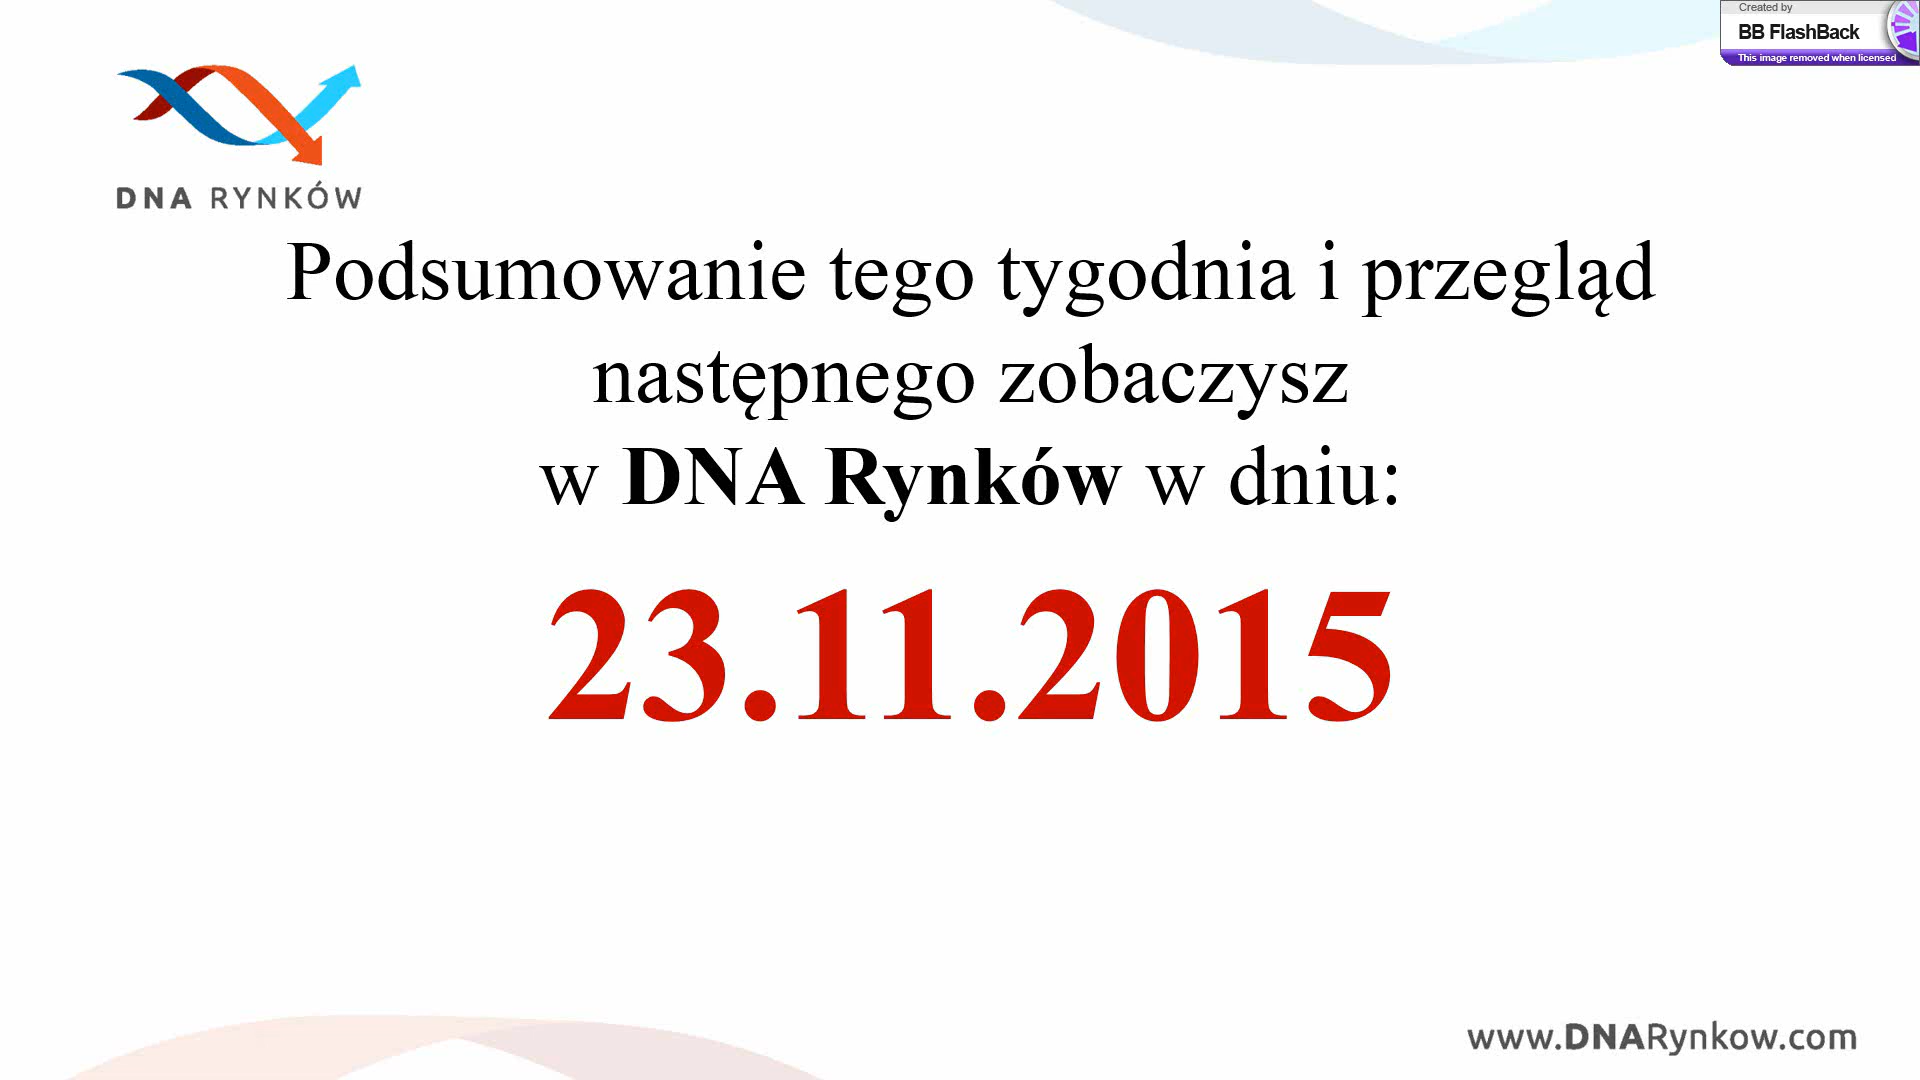 Created by
BB FlashBack
This image removed when licensed
DNA RYNKÓW
Podsumowanie tego tygodnia i przegląd
następnego zobaczysz
w DNA Rynków w dniu:
23.11.2015
www.DNARynkow.com